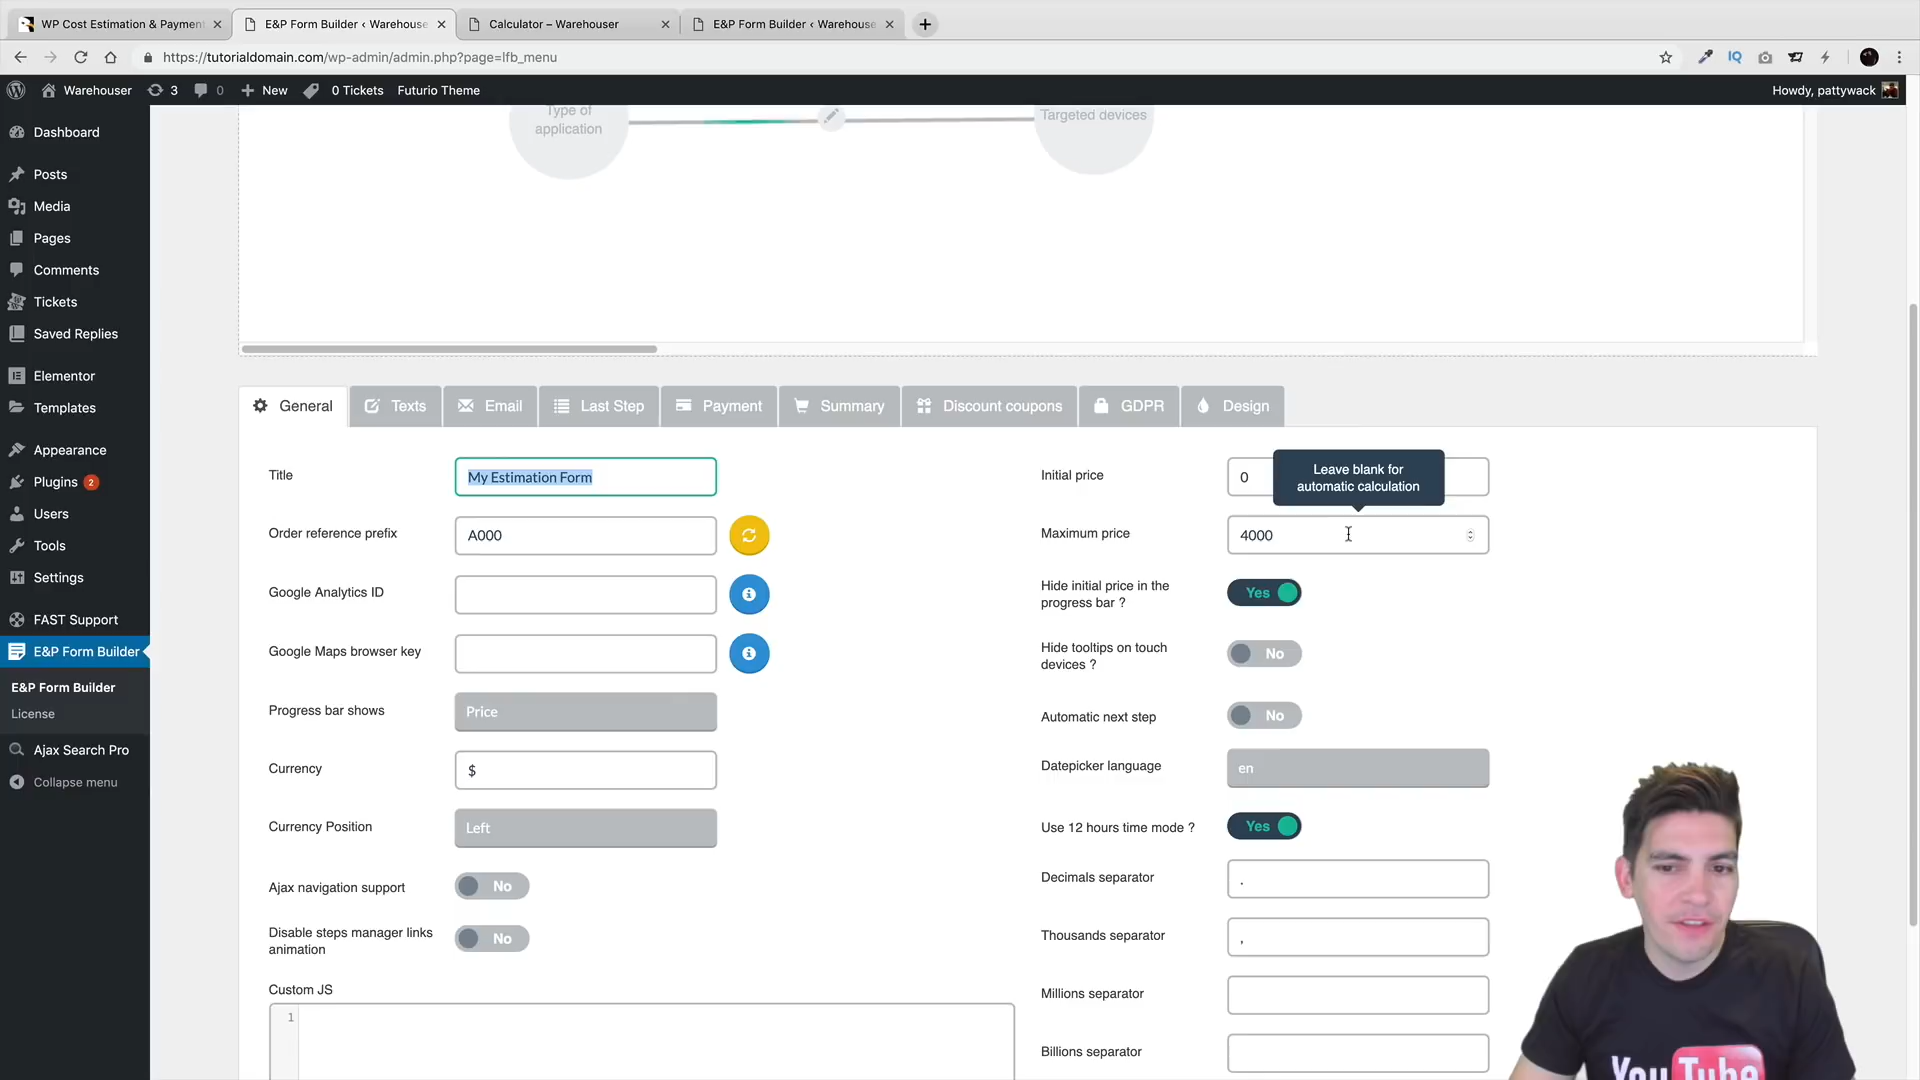 WP Cost Estimation & Payment
E&P Form Builder ‹ Warehouse
Calculator – Warehouser
E&P Form Builder ‹ Warehouse
https://tutorialdomain.com/wp-admin/admin.php?page=lfb_menu
IQ
Warehouser
3
0
New
0 Tickets
Futurio Theme
Howdy, pattywack
Dashboard
Posts
Media
Pages
Comments
Tickets
Saved Replies
Elementor
Templates
Appearance
Plugins 2
Users
Tools
Settings
FAST Support
E&P Form Builder
E&P Form Builder
License
Ajax Search Pro
Collapse menu
Type of
application
Targeted devices
General
Texts
Email
Last Step
Payment
Summary
Discount coupons
GDPR
Design
Title
My Estimation Form
Order reference prefix
A000
Google Analytics ID
Google Maps browser key
Progress bar shows
Price
Currency
$
Currency Position
Left
Ajax navigation support
No
Disable steps manager links
animation
No
Custom JS
1
Initial price
0
Leave blank for
automatic calculation
Maximum price
4000
Hide initial price in the
progress bar ?
Yes
Hide tooltips on touch
devices ?
No
Automatic next step
No
Datepicker language
en
Use 12 hours time mode ?
Yes
Decimals separator
.
Thousands separator
,
Millions separator
Billions separator
YouTube